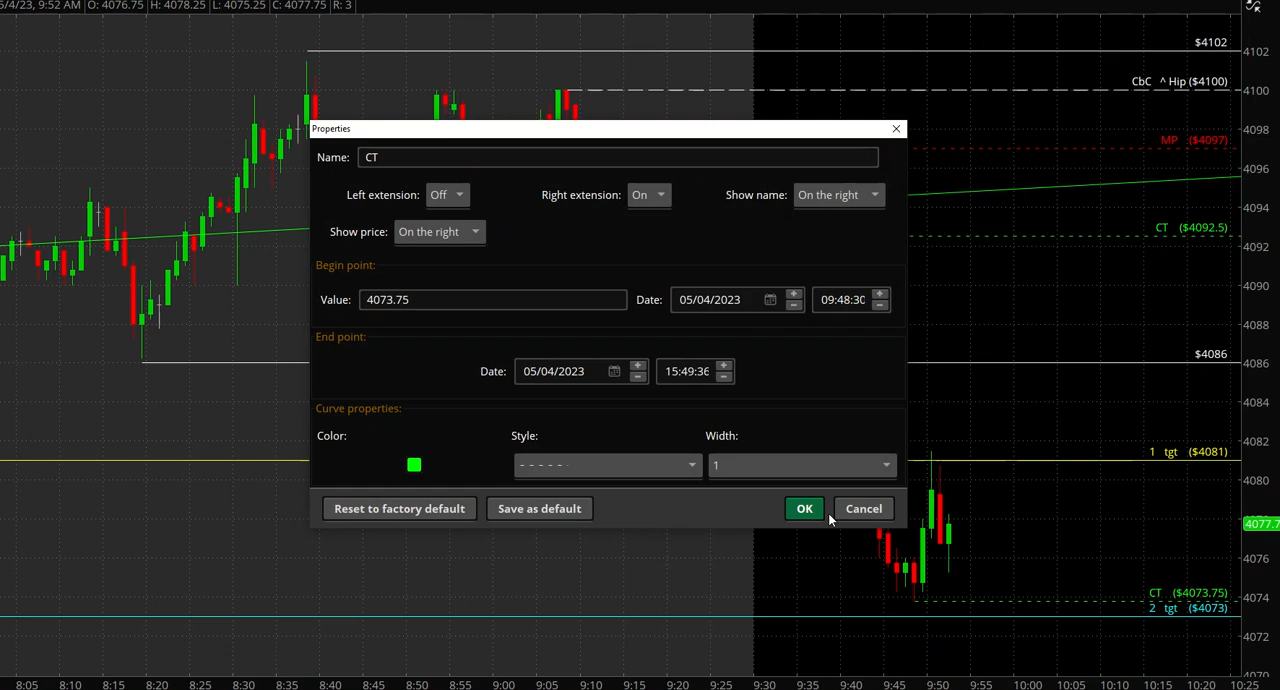 5/4/23, 9:52 AM O: 4076.75 H: 4078.25 L: 4075.25 C: 4077.75 R: 3
$4102
4102
CbC ^ Hip ($4100)
4100
Properties
4098
MP ($4097)
Name: CT
4096
Left extension: Off Right extension: On Show name: On the right
4094
CT ($4092.5)
Show price: On the right
4092
Begin point:
4090
Value: 4073.75 Date: 05/04/2023 09:48:30
4088
End point:
$4086
4086
Date: 05/04/2023 15:49:36
4084
Curve properties:
4082
Color: Style: Width:
1 tgt ($4081)
1
4080
Reset to factory default Save as default OK Cancel
4077.7
4076
CT ($4073.75)
4074
2 tgt ($4073)
4072
4070
8:05 8:10 8:15 8:20 8:25 8:30 8:35 8:40 8:45 8:50 8:55 9:00 9:05 9:10 9:15 9:20 9:25 9:30 9:35 9:40 9:45 9:50 9:55 10:00 10:05 10:10 10:15 10:20 10:25